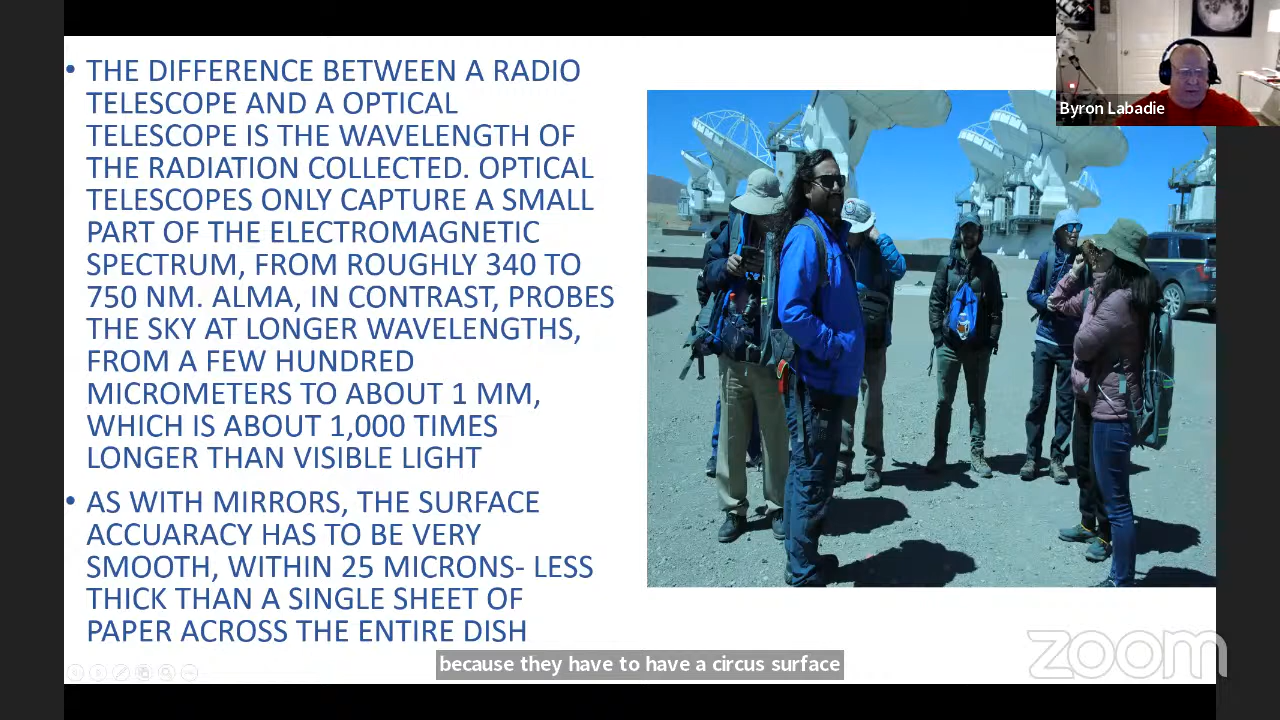 • THE DIFFERENCE BETWEEN A RADIO
TELESCOPE AND A OPTICAL
TELESCOPE IS THE WAVELENGTH OF
THE RADIATION COLLECTED. OPTICAL
TELESCOPES ONLY CAPTURE A SMALL
PART OF THE ELECTROMAGNETIC
SPECTRUM, FROM ROUGHLY 340 TO
750 NM. ALMA, IN CONTRAST, PROBES
THE SKY AT LONGER WAVELENGTHS,
FROM A FEW HUNDRED
MICROMETERS TO ABOUT 1 MM,
WHICH IS ABOUT 1,000 TIMES
LONGER THAN VISIBLE LIGHT
• AS WITH MIRRORS, THE SURFACE
ACCUARACY HAS TO BE VERY
SMOOTH, WITHIN 25 MICRONS- LESS
THICK THAN A SINGLE SHEET OF
PAPER ACROSS THE ENTIRE DISH
Byron Labadie
because they have to have a circus surface
zoom